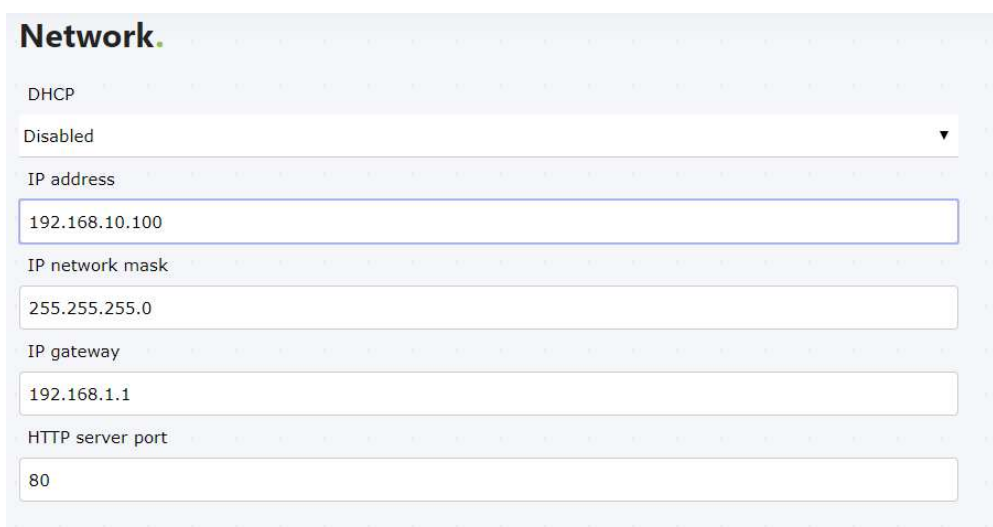 Network.
DHCP
Disabled
IP address
192.168.10.100
IP network mask
255.255.255.0
IP gateway
192.168.1.1
HTTP server port
80